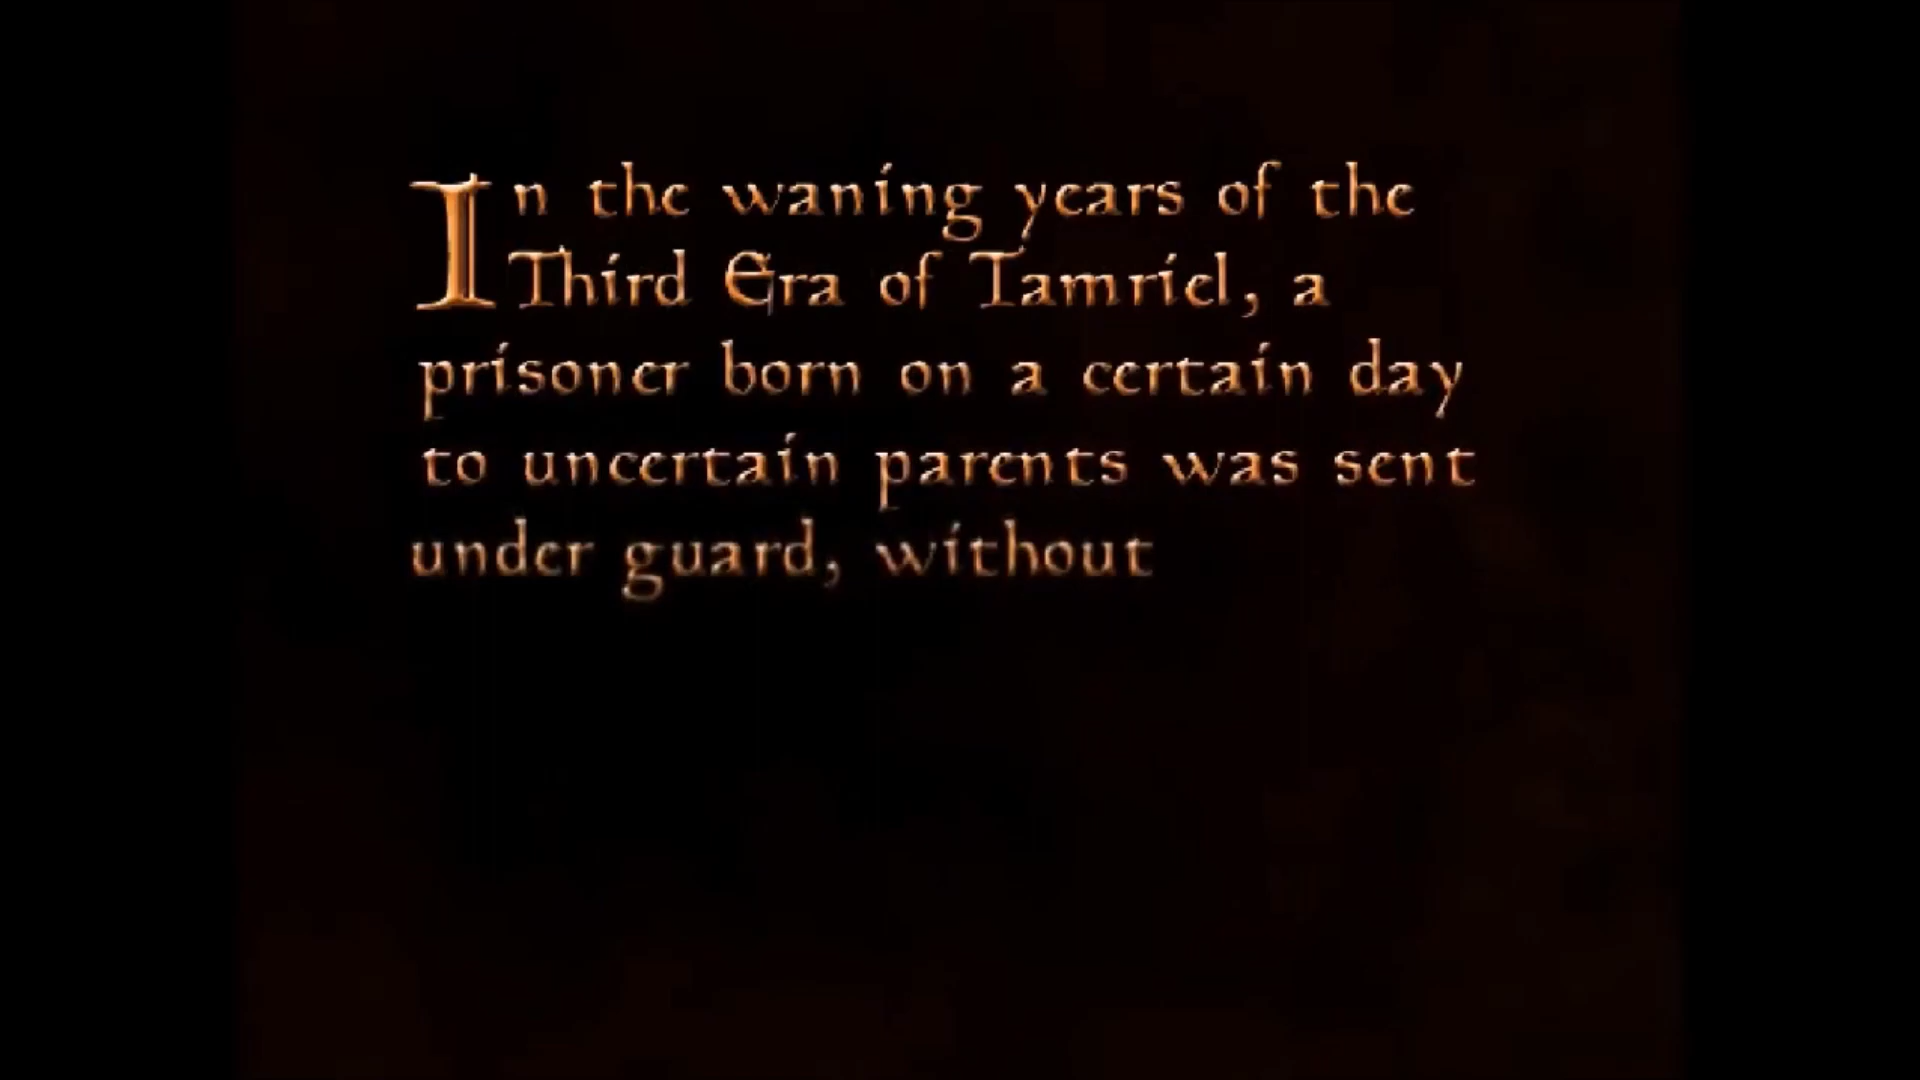 In the waning years of the
Third Era of Tamriel, a
prisoner born on a certain day
to uncertain parents was sent
under guard, without